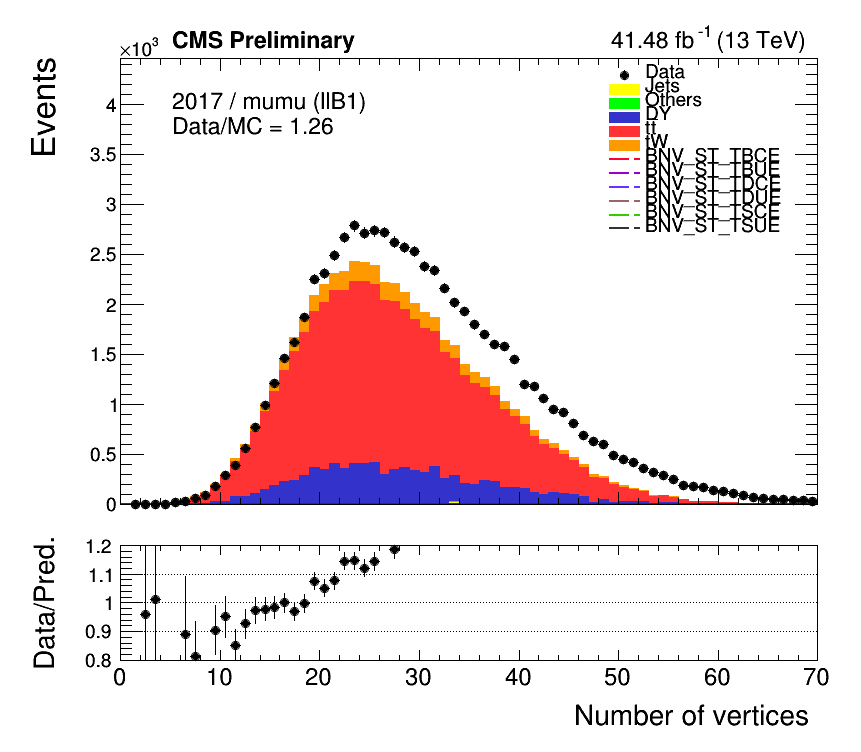 ×10³ CMS Preliminary 41.48 fb⁻¹ (13 TeV)
Events
2017 / mumu (llB1)
Data/MC = 1.26
Data
Jets
Others
DY
tt
tW
BNV_ST_TBCE
BNV_ST_TBUE
BNV_ST_TDCE
BNV_ST_TDUE
BNV_ST_TSCE
BNV_ST_TSUE
4
3.5
3
2.5
2
1.5
1
0.5
0
Data/Pred.
1.2
1.1
1
0.9
0.8
0 10 20 30 40 50 60 70
Number of vertices